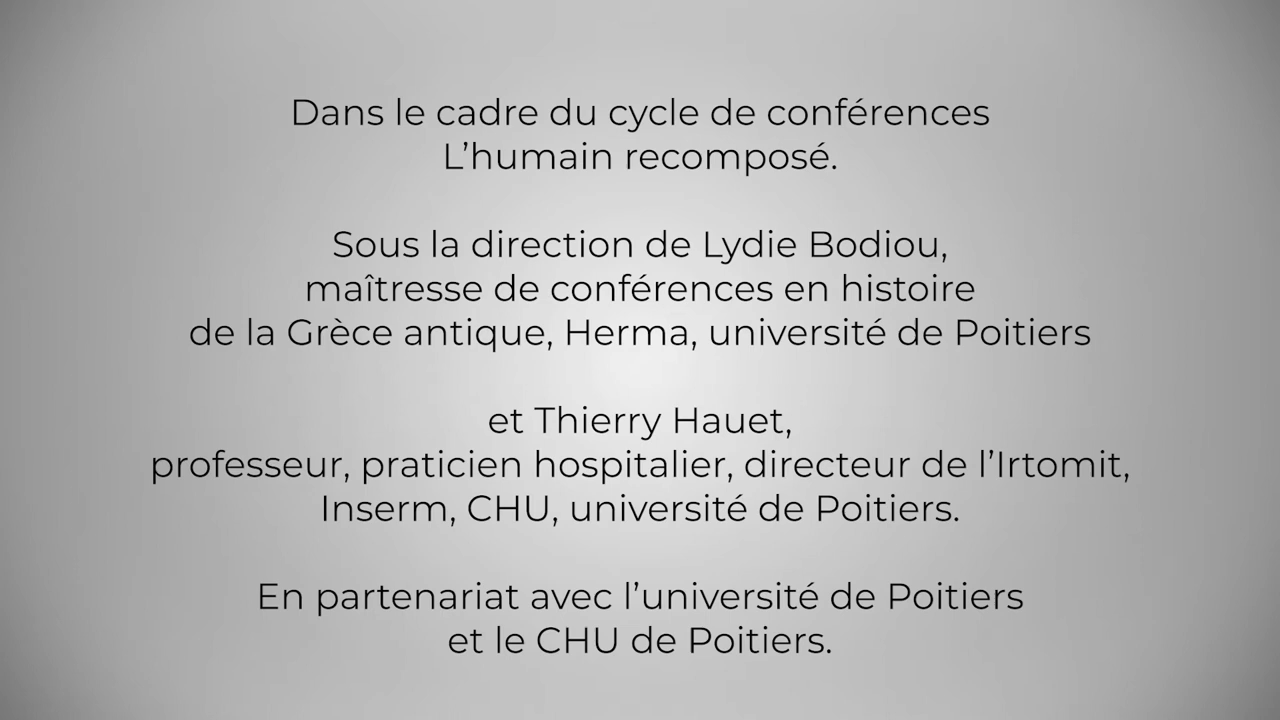 Dans le cadre du cycle de conférences
L’humain recomposé.
Sous la direction de Lydie Bodiou,
maîtresse de conférences en histoire
de la Grèce antique, Herma, université de Poitiers
et Thierry Hauet,
professeur, praticien hospitalier, directeur de l’Irtomit,
Inserm, CHU, université de Poitiers.
En partenariat avec l’université de Poitiers
et le CHU de Poitiers.